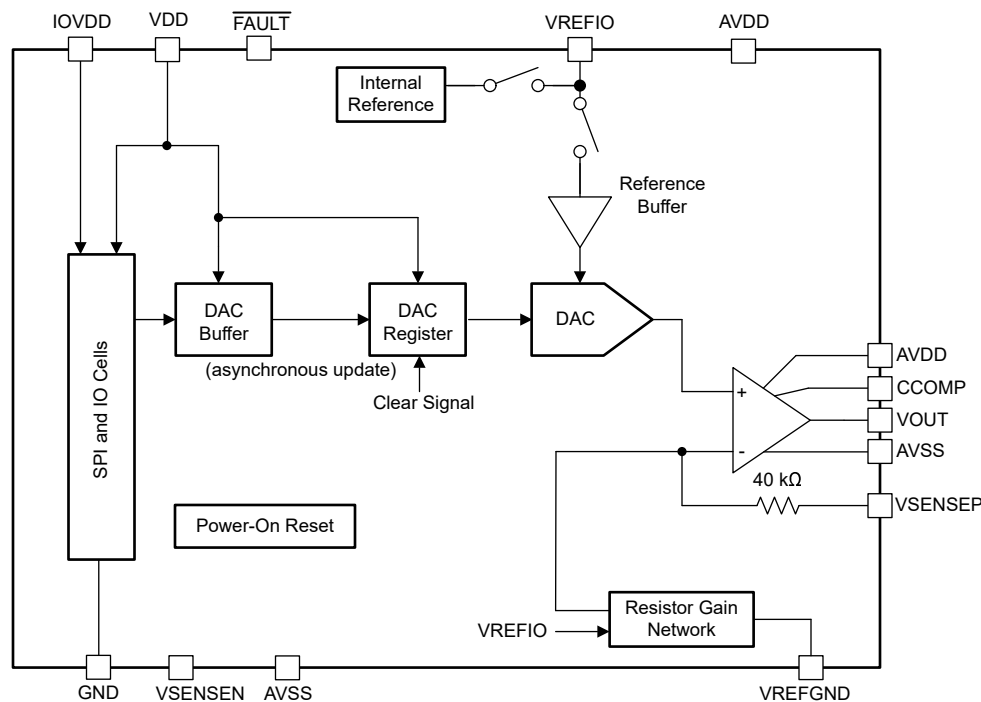 IOVDD
VDD
FAULT
VREFIO
AVDD
Internal
Reference
Reference
Buffer
SPI and IO Cells
DAC
Buffer
DAC
Register
DAC
(asynchronous update)
Clear Signal
+
-
AVDD
CCOMP
VOUT
AVSS
40 kΩ
VSENSEP
Power-On Reset
Resistor Gain
Network
VREFIO
GND
VSENSEN
AVSS
VREFGND